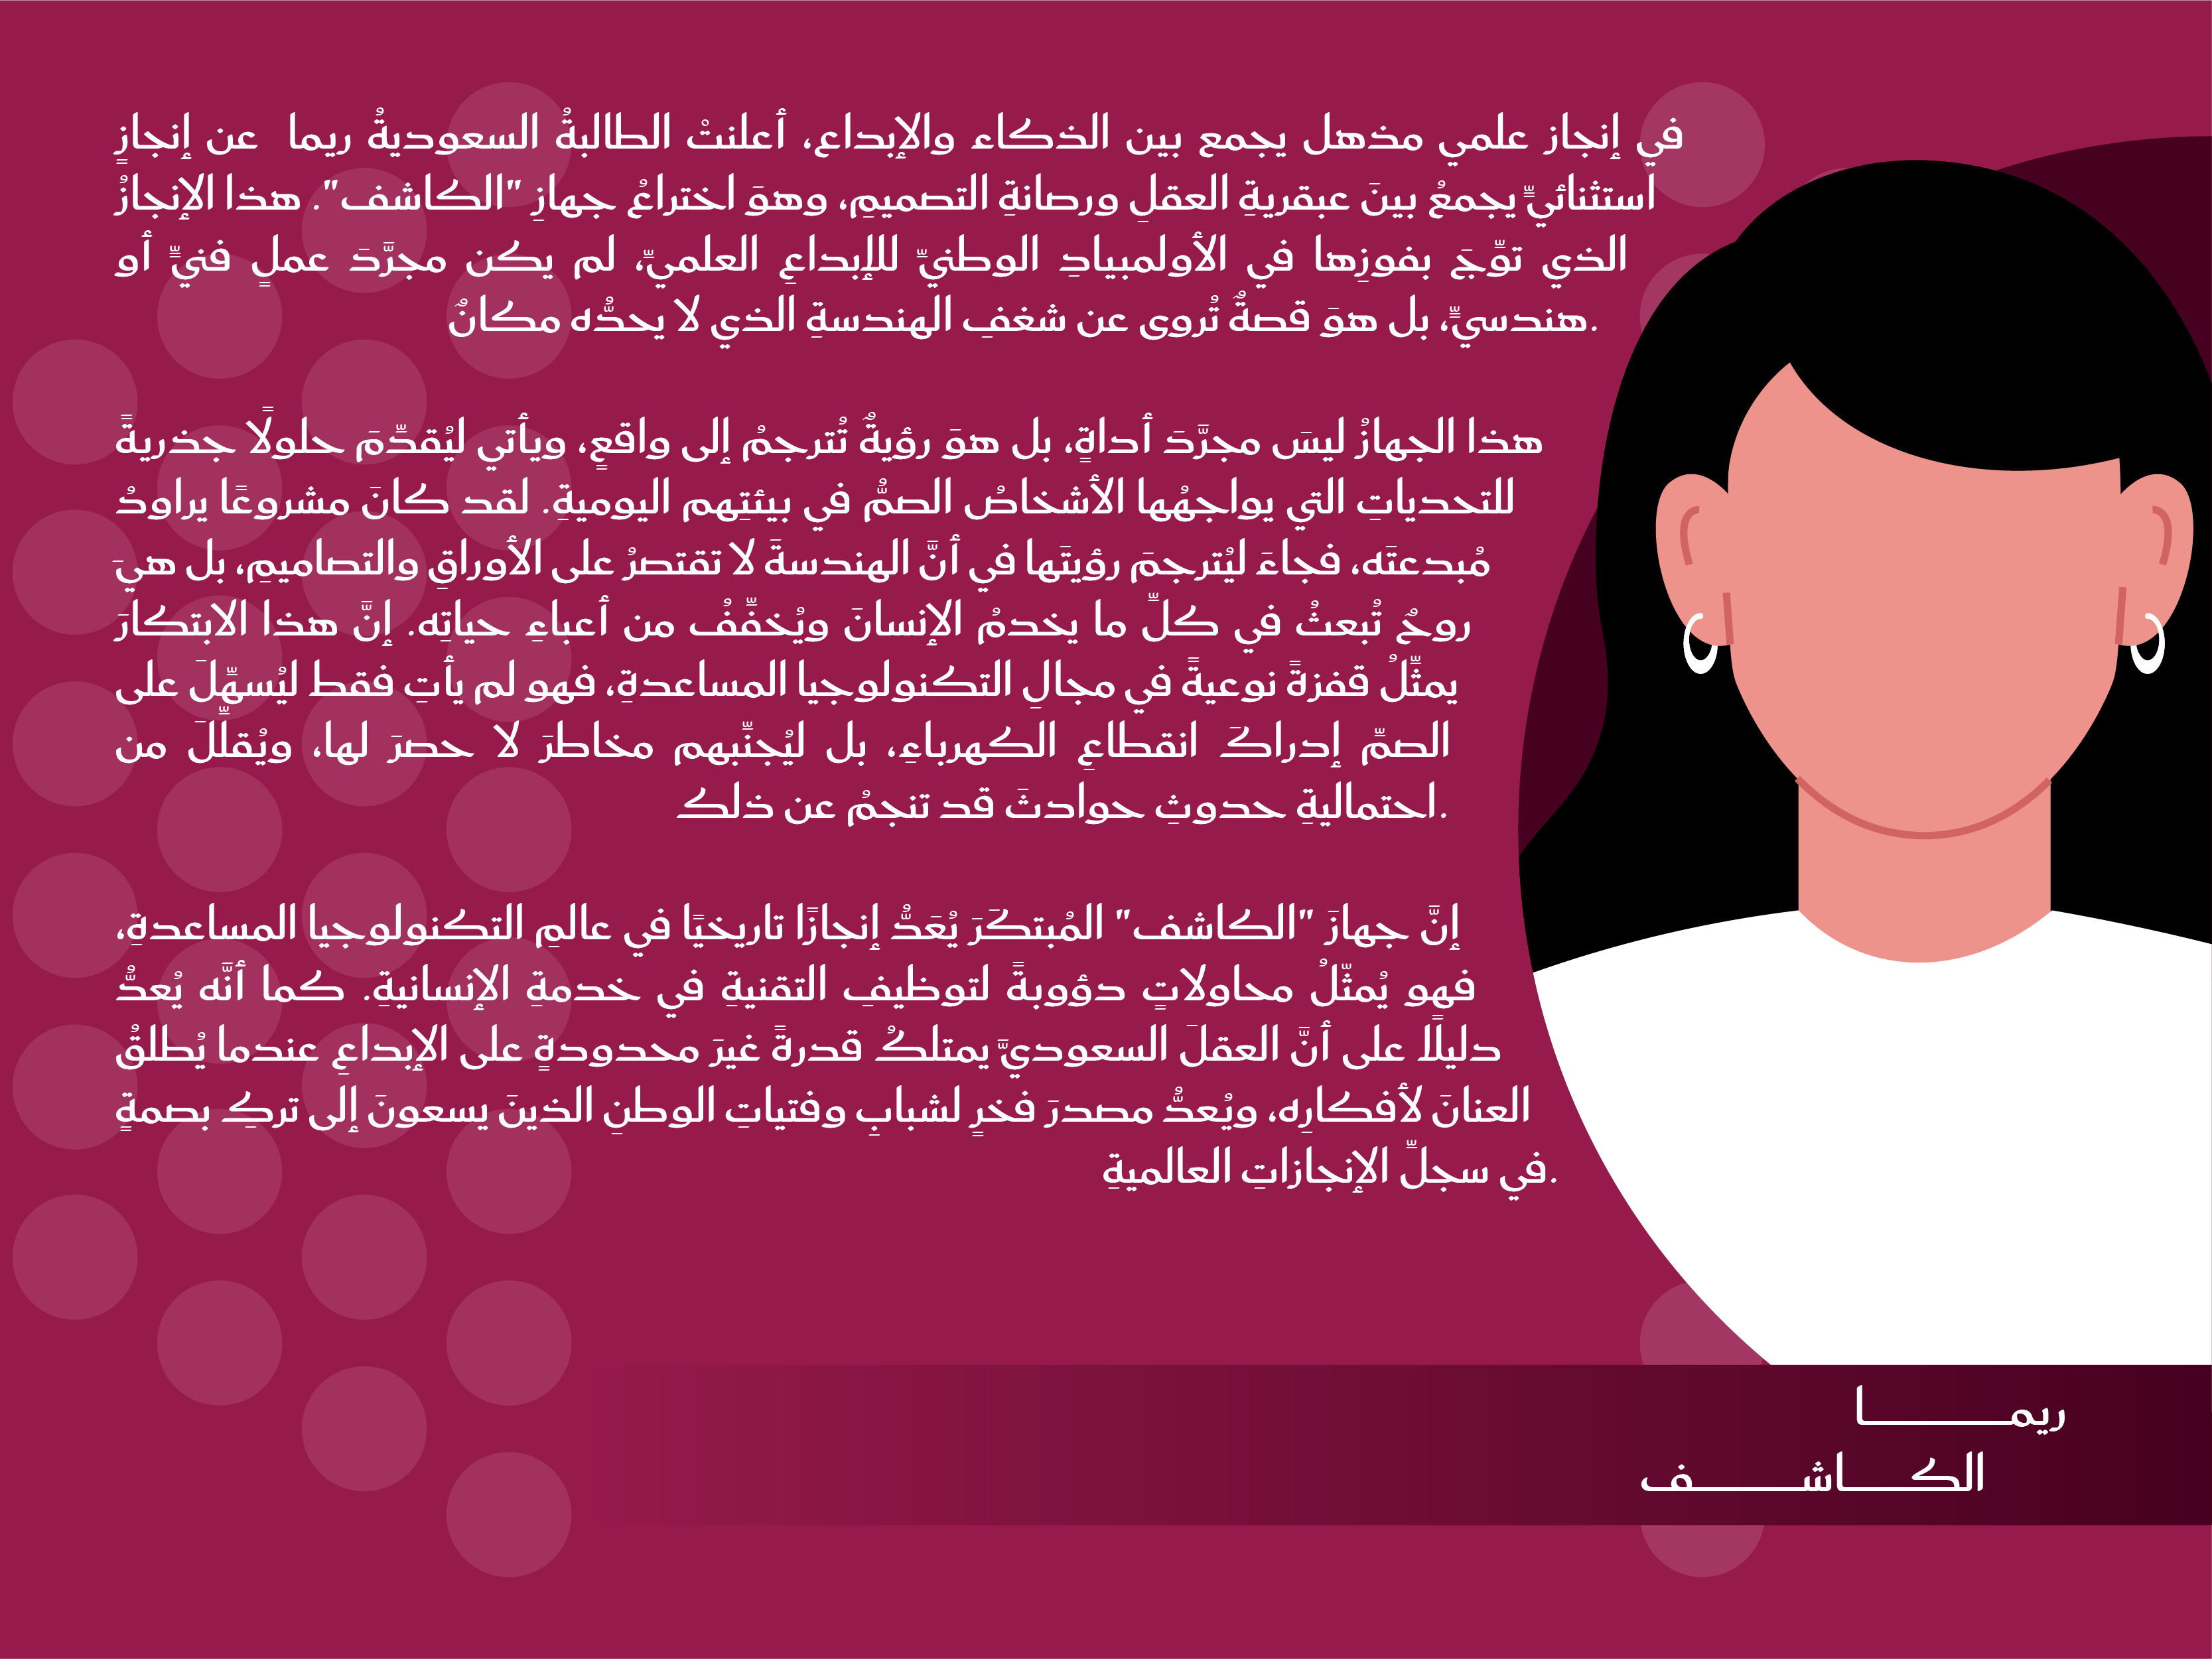 في إنجاز علمي مذهل يجمع بين الذكاء والإبداع، أعلنتْ الطالبةُ السعوديةُ ريما عن إنجازٍ
استثنائيٍّ يجمعُ بينَ عبقريةِ العقلِ ورصانةِ التصميمِ، وهوَ اختراعُ جهازِ "الكاشف". هذا الإنجازُ
الذي توِّجَ بفوزِها في الأولمبيادِ الوطنيِّ للإبداعِ العلميِّ، لم يكن مجرَّدَ عملٍ فنيٍّ أو
هندسيٍّ، بل هوَ قصةٌ تُروى عن شغفِ الهندسةِ الذي لا يحدُّه مكانٌ.
هذا الجهازُ ليسَ مجرَّدَ أداةٍ، بل هوَ رؤيةٌ تُترجمُ إلى واقعٍ، ويأتي ليُقدِّمَ حلولًا جذريةً
للتحدياتِ التي يواجهُها الأشخاصُ الصمُّ في بيئتِهم اليوميةِ. لقد كانَ مشروعًا يراودُ
مُبدعتَه، فجاءَ ليُترجمَ رؤيتَها في أنَّ الهندسةَ لا تقتصرُ على الأوراقِ والتصاميمِ، بل هيَ
روحٌ تُبعثُ في كلِّ ما يخدمُ الإنسانَ ويُخفِّفُ من أعباءِ حياتِه. إنَّ هذا الابتكارَ
يمثِّلُ قفزةً نوعيةً في مجالِ التكنولوجيا المساعدةِ، فهو لم يأتِ فقط ليُسهِّلَ على
الصمِّ إدراكَ انقطاعِ الكهرباءِ، بل ليُجنِّبهم مخاطرَ لا حصرَ لها، ويُقلِّلَ من
احتماليةِ حدوثِ حوادثَ قد تنجمُ عن ذلك.
إنَّ جهازَ "الكاشف" المُبتكَرَ يُعَدُّ إنجازًا تاريخيًا في عالمِ التكنولوجيا المساعدةِ،
فهو يُمثِّلُ محاولاتٍ دؤوبةً لتوظيفِ التقنيةِ في خدمةِ الإنسانيةِ. كما أنَّه يُعدُّ
دليلًا على أنَّ العقلَ السعوديَّ يمتلكُ قدرةً غيرَ محدودةٍ على الإبداعِ عندما يُطلقُ
العنانَ لأفكارِه، ويُعدُّ مصدرَ فخرٍ لشبابِ وفتياتِ الوطنِ الذينَ يسعونَ إلى تركِ بصمةٍ
في سجلِّ الإنجازاتِ العالميةِ.
ريمـــــا
الكـــاشـــــف